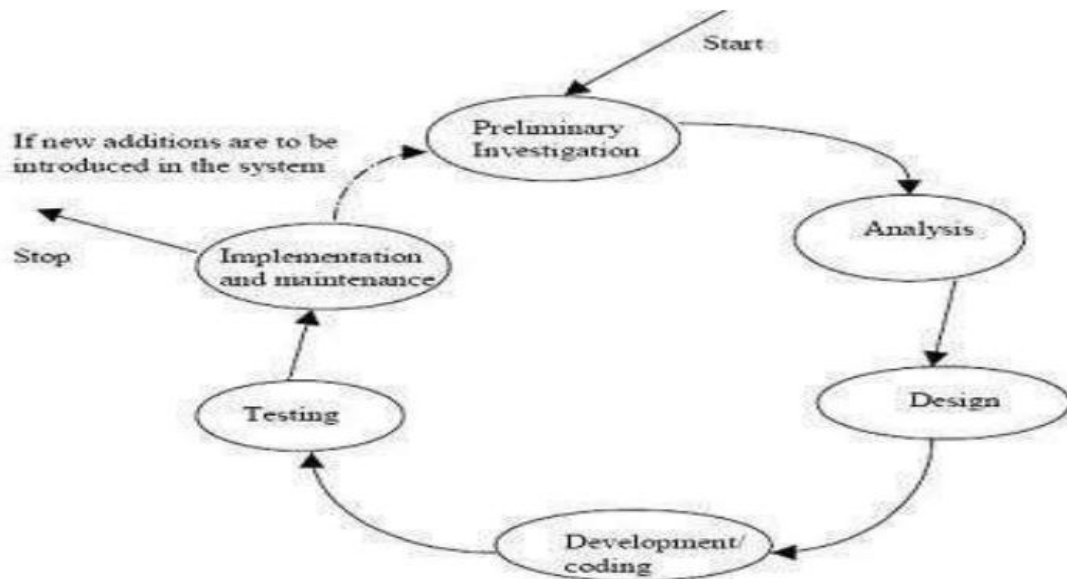 Start
Preliminary
Investigation
If new additions are to be
introduced in the system
Analysis
Stop
Implementation
and maintenance
Design
Testing
Development/
coding